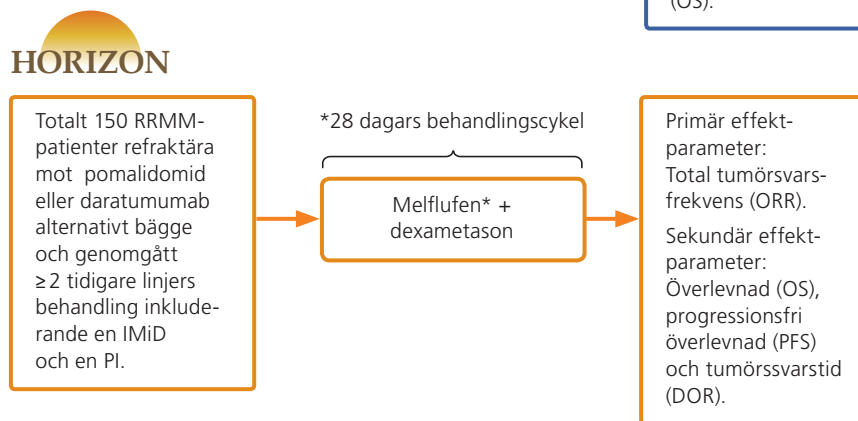 (OS).
HORIZON
Totalt 150 RRMM-
patienter refraktära
mot pomalidomid
eller daratumumab
alternativt bägge
och genomgått
≥2 tidigare linjers
behandling inklude-
rande en IMiD
och en PI.
*28 dagars behandlingscykel
Melflufen* +
dexametason
Primär effekt-
parameter:
Total tumörsvars-
frekvens (ORR).
Sekundär effekt-
parameter:
Överlevnad (OS),
progressionsfri
överlevnad (PFS)
och tumörssvarstid
(DOR).